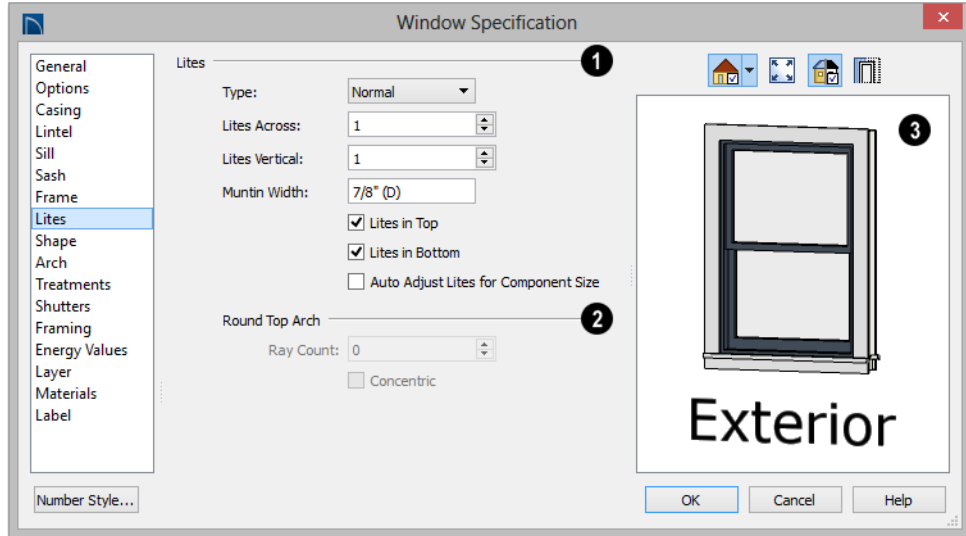 Window Specification
×
General
Options
Casing
Lintel
Sill
Sash
Frame
Lites
Shape
Arch
Treatments
Shutters
Framing
Energy Values
Layer
Materials
Label
Number Style...
Lites
1
Type: Normal
Lites Across: 1
Lites Vertical: 1
Muntin Width: 7/8" (D)
Lites in Top
Lites in Bottom
Auto Adjust Lites for Component Size
Round Top Arch
2
Ray Count: 0
Concentric
3
Exterior
OK
Cancel
Help